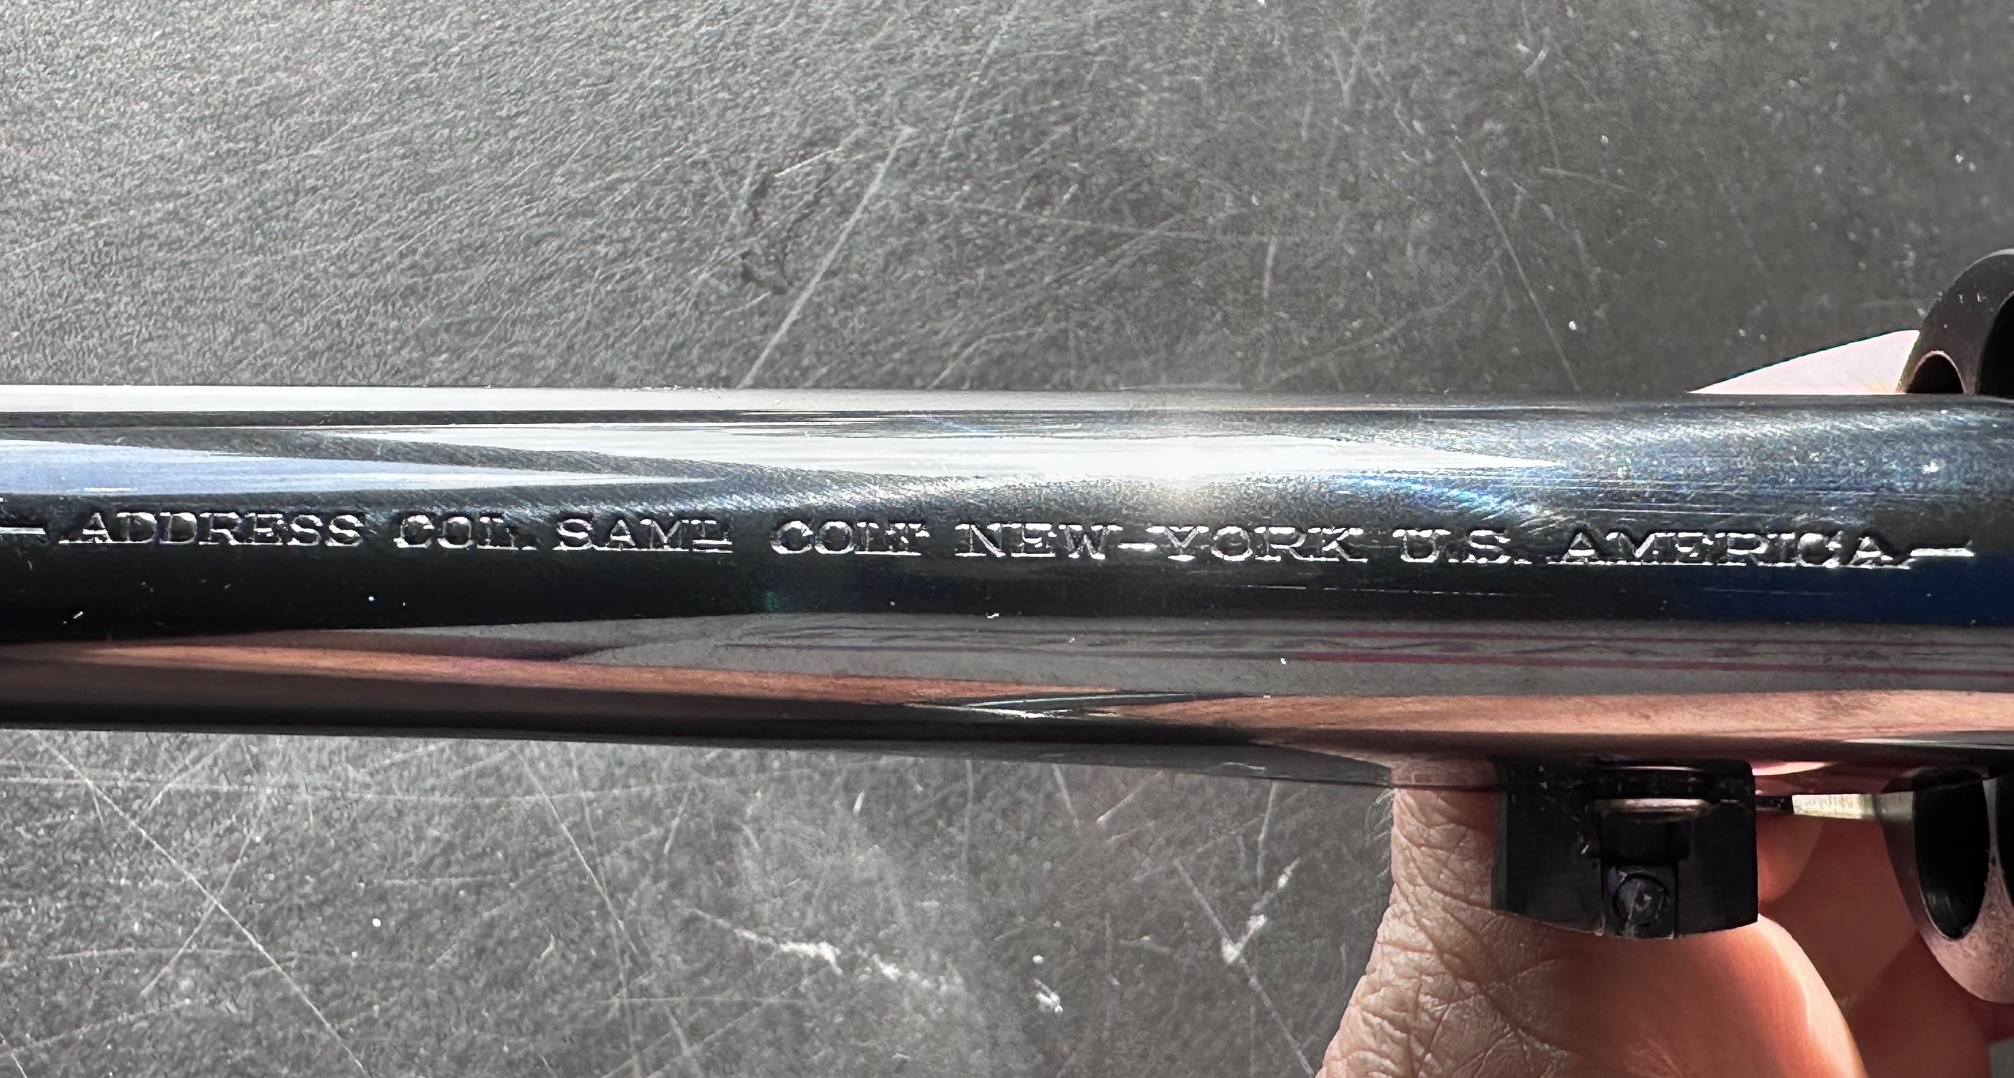 — ADDRESS COL. SAML COLT NEW-YORK U.S. AMERICA. —